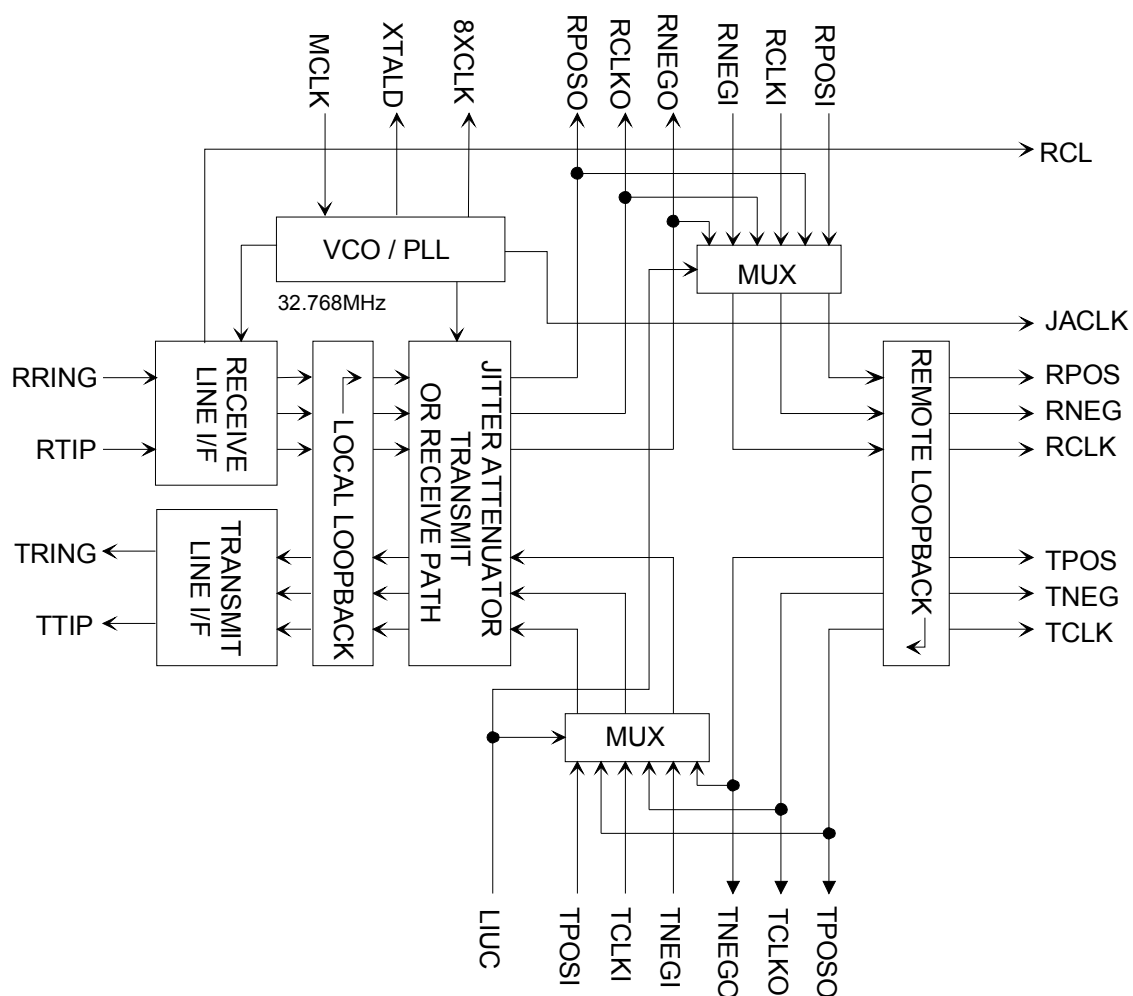 MCLK
XTALD
8XCLK
RPOSO
RCLKO
RNEGO
RNEGI
RCLKI
RPOSI
RCL
VCO / PLL
MUX
32.768MHz
JACLK
RRING
RTIP
RECEIVE
LINE I/F
LOCAL LOOPBACK
JITTER ATTENUATOR
TRANSMIT
OR RECEIVE PATH
REMOTE LOOPBACK
RPOS
RNEG
RCLK
TRING
TTIP
TRANSMIT
LINE I/F
TPOS
TNEG
TCLK
MUX
LIUC
TPOSI
TCLKI
TNEGI
TNEGO
TCLKO
TPOSO